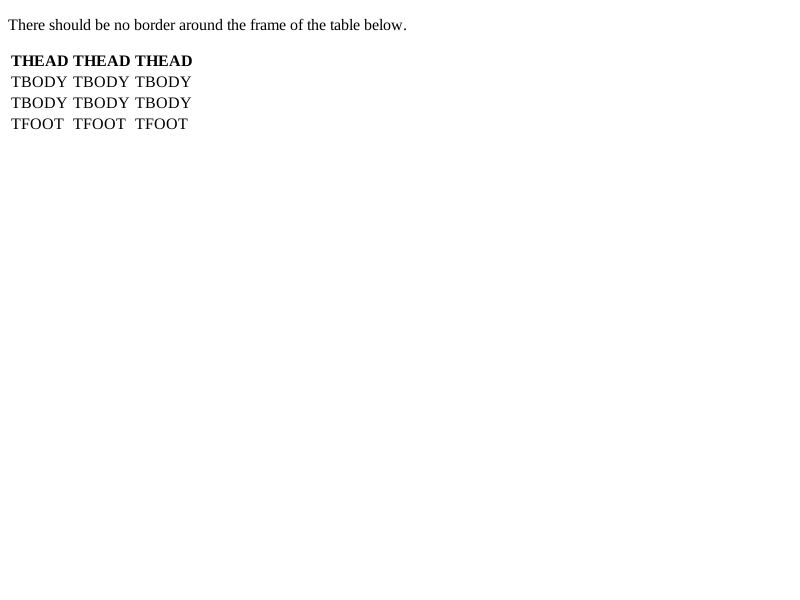 There should be no border around the frame of the table below.
THEAD THEAD THEAD
TBODY TBODY TBODY
TBODY TBODY TBODY
TFOOT TFOOT TFOOT